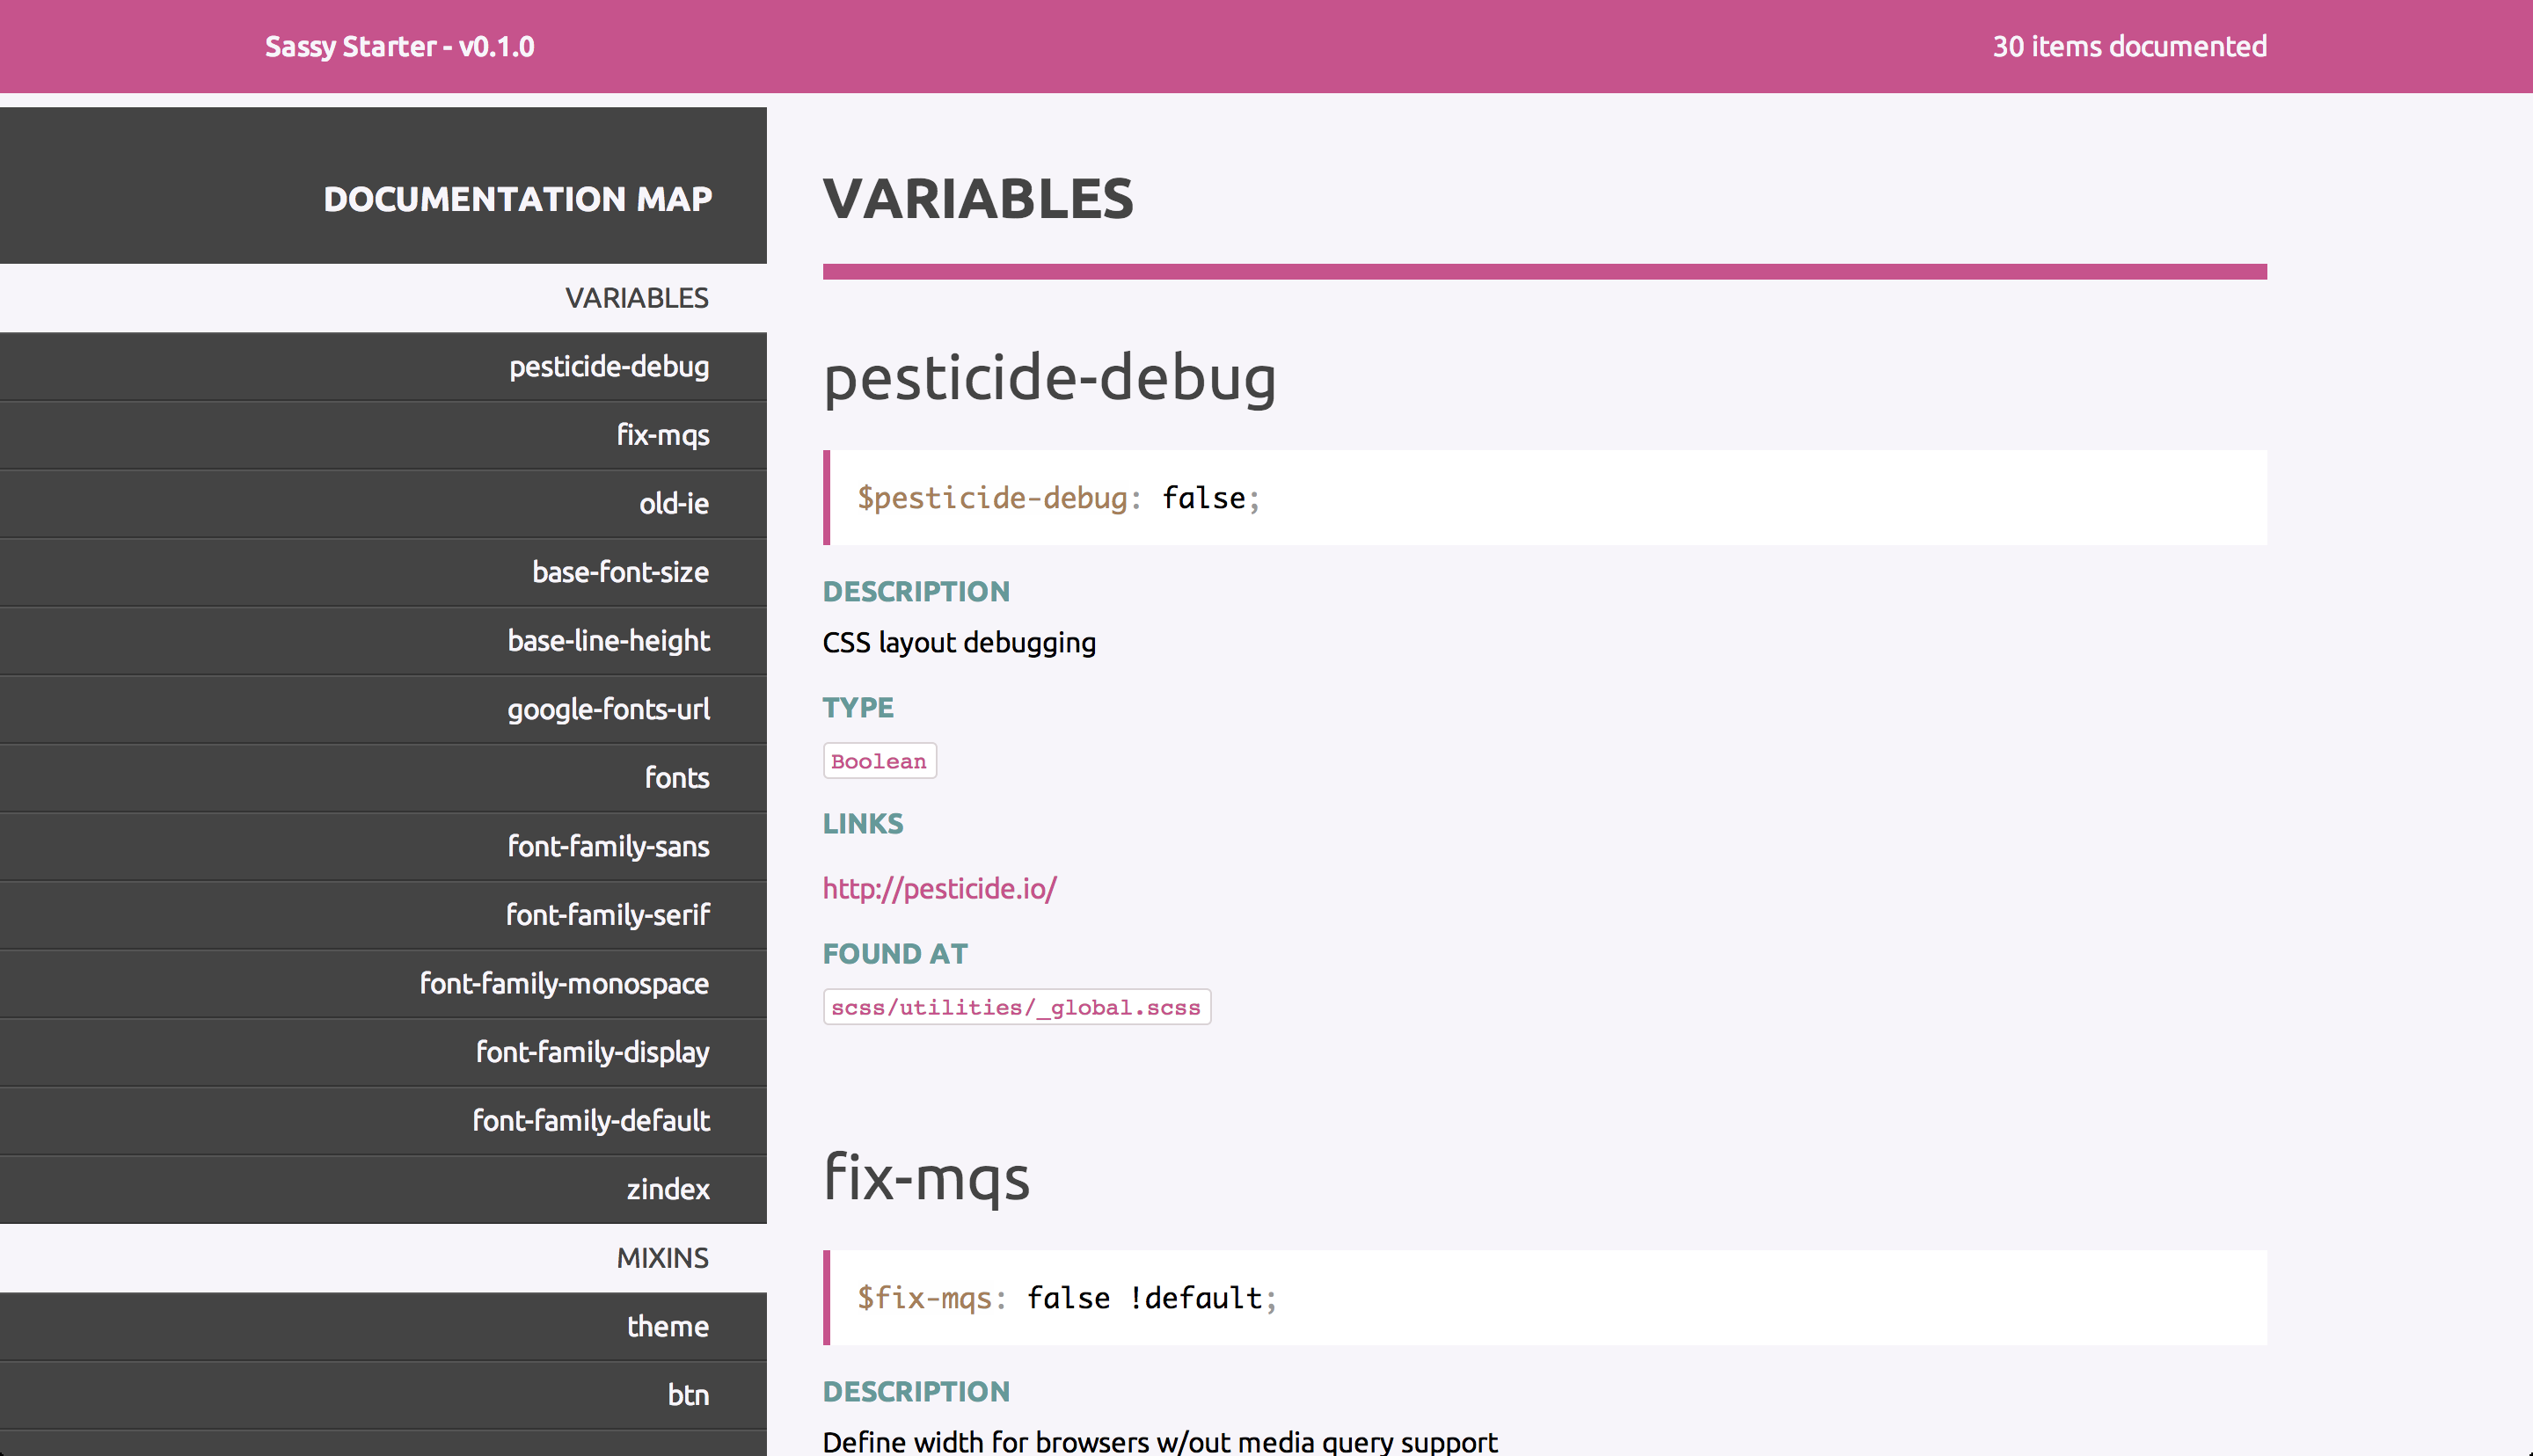 Sassy Starter - v0.1.0
30 items documented
DOCUMENTATION MAP
VARIABLES
pesticide-debug
fix-mqs
old-ie
base-font-size
base-line-height
google-fonts-url
fonts
font-family-sans
font-family-serif
font-family-monospace
font-family-display
font-family-default
zindex
MIXINS
theme
btn
VARIABLES
pesticide-debug
$pesticide-debug: false;
DESCRIPTION
CSS layout debugging
TYPE
Boolean
LINKS
http://pesticide.io/
FOUND AT
scss/utilities/_global.scss
fix-mqs
$fix-mqs: false !default;
DESCRIPTION
Define width for browsers w/out media query support